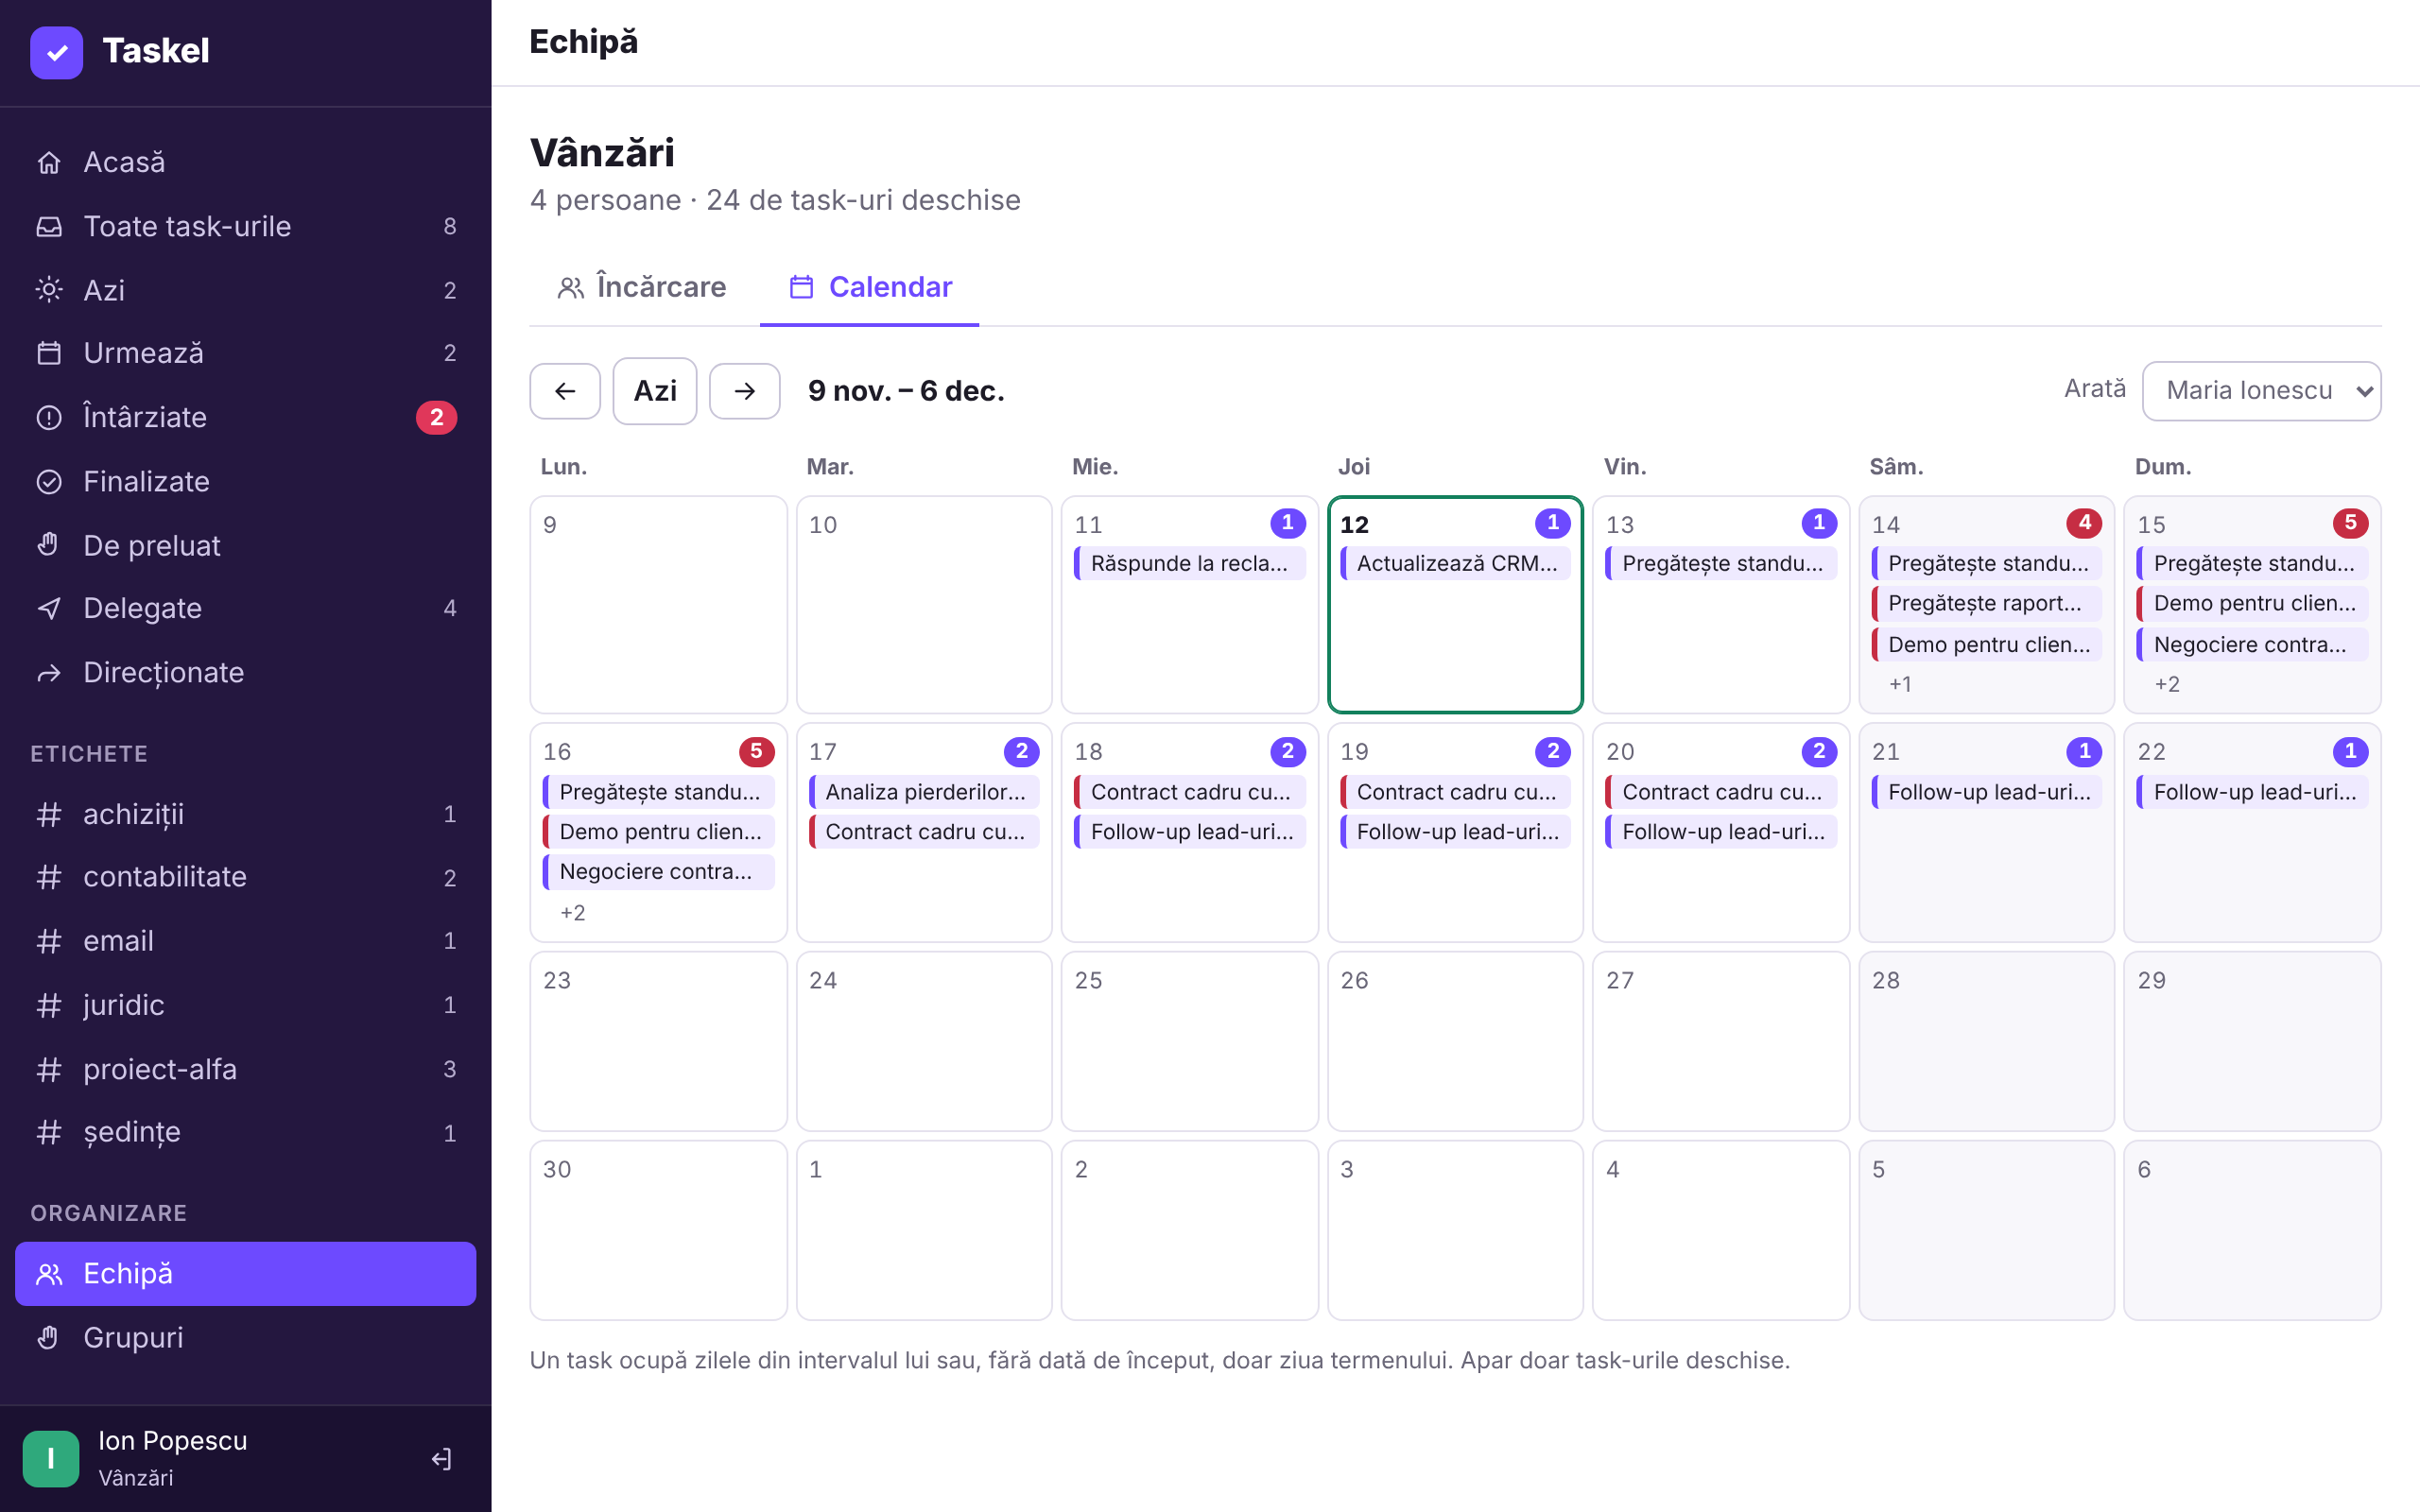 Taskel
Acasă
Toate task-urile 8
Azi 2
Urmează 2
Întârziate 2
Finalizate
De preluat
Delegate 4
Direcționate
ETICHETE
achiziții 1
contabilitate 2
email 1
juridic 1
proiect-alfa 3
ședințe 1
ORGANIZARE
Echipă
Grupuri
I
Ion Popescu
Vânzări
Echipă
Vânzări
4 persoane · 24 de task-uri deschise
Încărcare Calendar
← Azi → 9 nov. – 6 dec. Arată Maria Ionescu
Lun. Mar. Mie. Joi Vin. Sâm. Dum.
9 10 11 1 12 1 13 1 14 4 15 5
Răspunde la recla... Actualizează CRM... Pregătește standu... Pregătește standu... Pregătește standu...
Pregătește raport... Demo pentru clien...
Demo pentru clien... Negociere contra...
+1 +2
16 5 17 2 18 2 19 2 20 2 21 1 22 1
Pregătește standu... Analiza pierderilor... Contract cadru cu... Contract cadru cu... Contract cadru cu... Follow-up lead-uri... Follow-up lead-uri...
Demo pentru clien... Contract cadru cu... Follow-up lead-uri... Follow-up lead-uri... Follow-up lead-uri...
Negociere contra...
+2
23 24 25 26 27 28 29
30 1 2 3 4 5 6
Un task ocupă zilele din intervalul lui sau, fără dată de început, doar ziua termenului. Apar doar task-urile deschise.